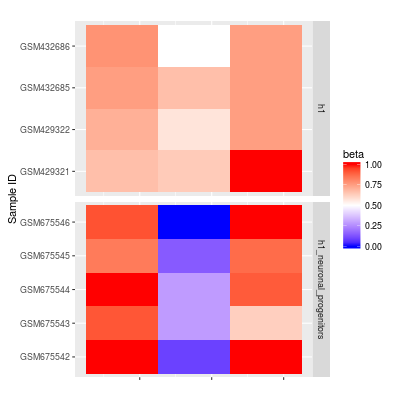 GSM432686
GSM432685
GSM429322
GSM429321
h1
GSM675546
GSM675545
GSM675544
GSM675543
GSM675542
h1_neuronal_progenitors
Sample ID
beta
1.00
0.75
0.50
0.25
0.00